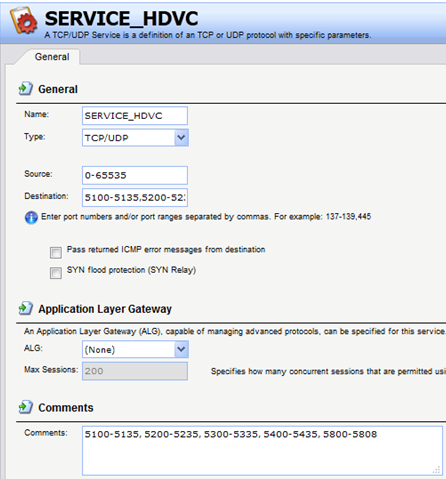 SERVICE_HDVC
A TCP/UDP Service is a definition of an TCP or UDP protocol with specific parameters.
General
General
Name: SERVICE_HDVC
Type: TCP/UDP
Source: 0-65535
Destination: 5100-5135,5200-52
Enter port numbers and/or port ranges separated by commas. For example: 137-139,445
Pass returned ICMP error messages from destination
SYN flood protection (SYN Relay)
Application Layer Gateway
An Application Layer Gateway (ALG), capable of managing advanced protocols, can be specified for this service.
ALG: (None)
Max Sessions: 200 Specifies how many concurrent sessions that are permitted usi
Comments
Comments: 5100-5135, 5200-5235, 5300-5335, 5400-5435, 5800-5808